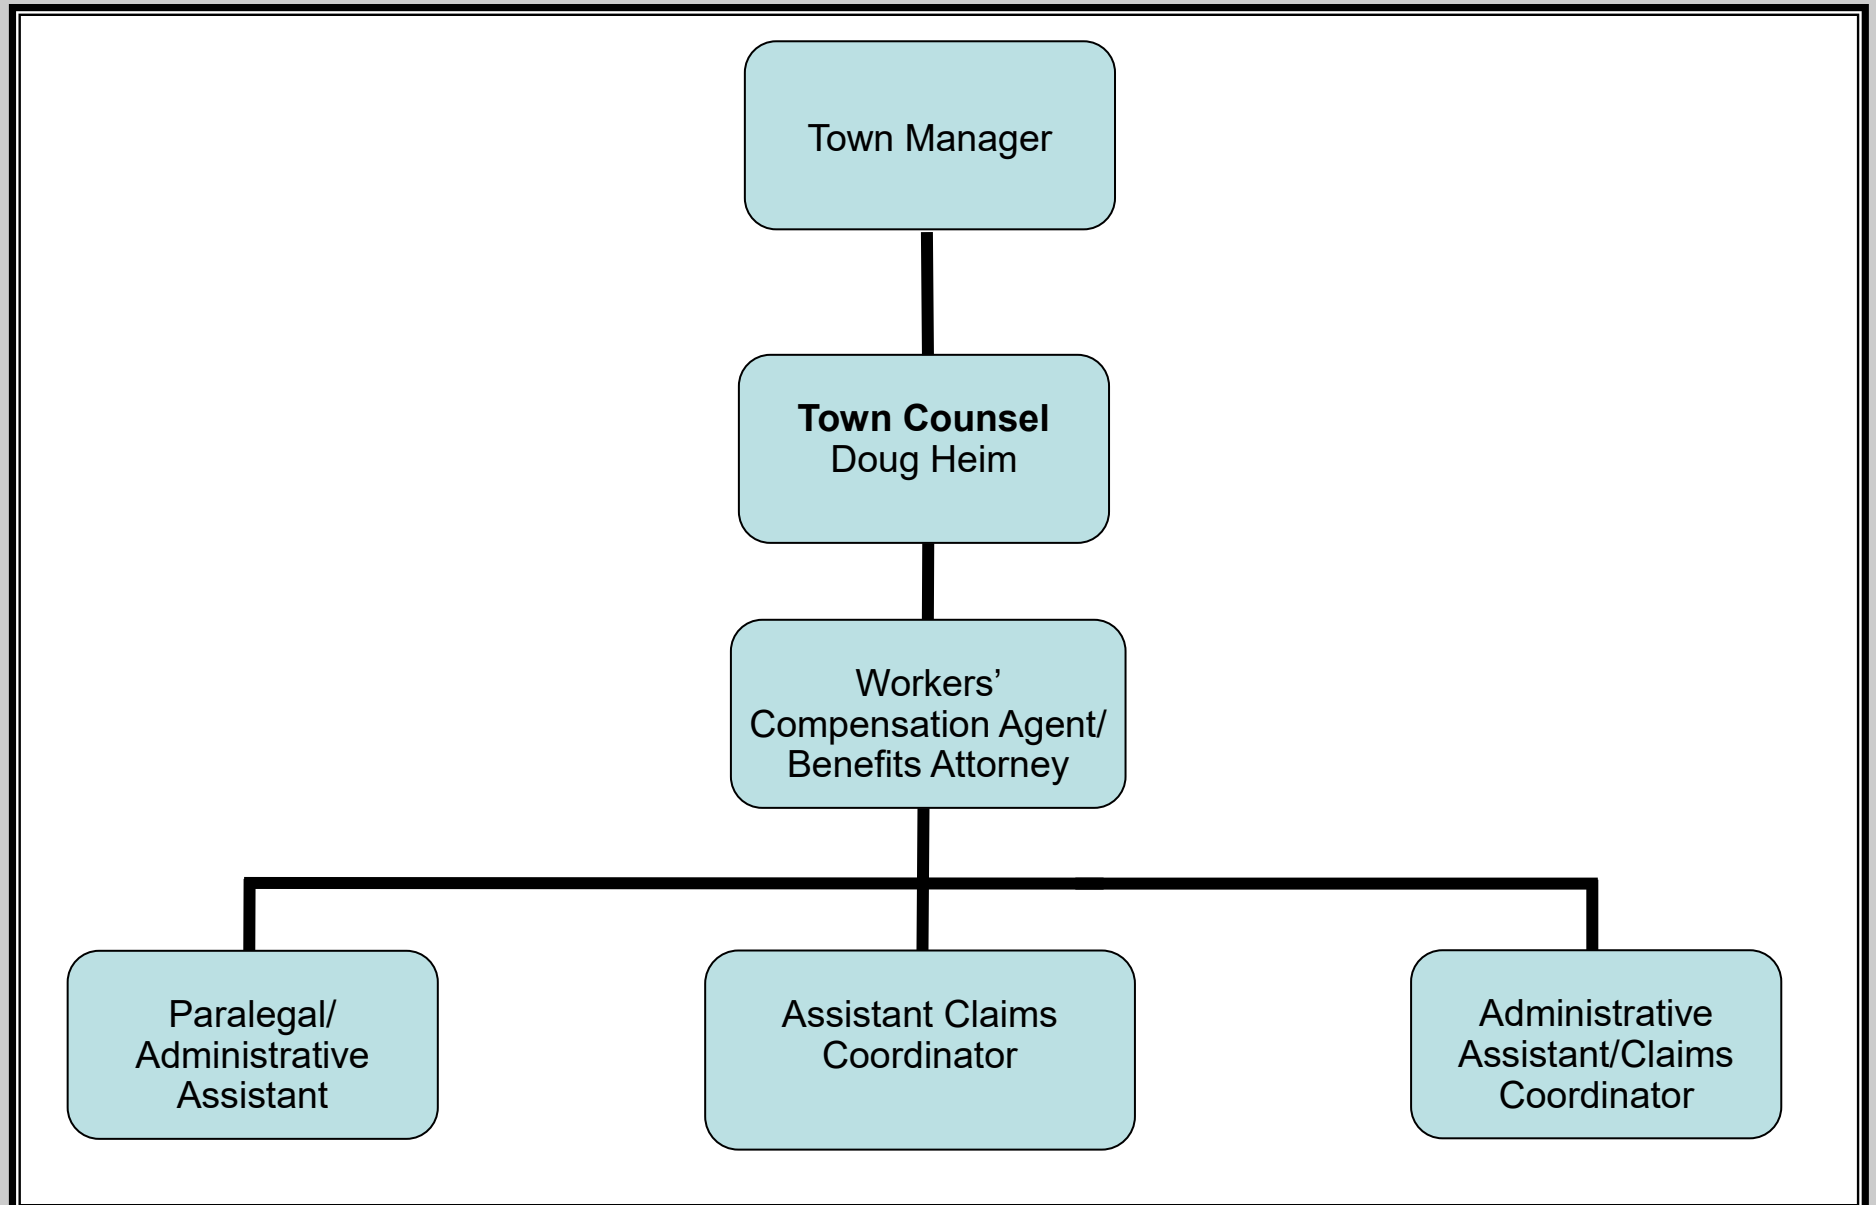 Town Manager
Town Counsel
Doug Heim
Workers’
Compensation Agent/
Benefits Attorney
Paralegal/
Administrative
Assistant
Assistant Claims
Coordinator
Administrative
Assistant/Claims
Coordinator